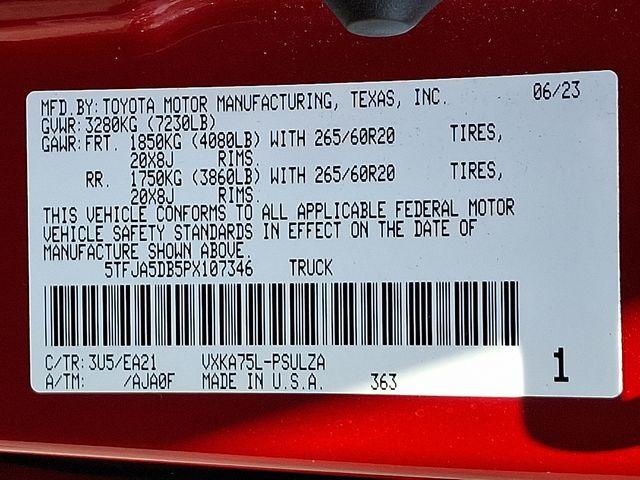 MFD.BY:TOYOTA MOTOR MANUFACTURING, TEXAS, INC. 06/23
GVWR:3280KG (7230LB)
GAWR:FRT. 1850KG (4080LB) WITH 265/60R20 TIRES,
20X8J RIMS.
RR. 1750KG (3860LB) WITH 265/60R20 TIRES,
20X8J RIMS.
THIS VEHICLE CONFORMS TO ALL APPLICABLE FEDERAL MOTOR
VEHICLE SAFETY STANDARDS IN EFFECT ON THE DATE OF
MANUFACTURE SHOWN ABOVE.
5TFJA5DB5PX107346 TRUCK
C/TR:3U5/EA21 VXKA75L-PSULZA
A/TM: /AJA0F MADE IN U.S.A. 363 1